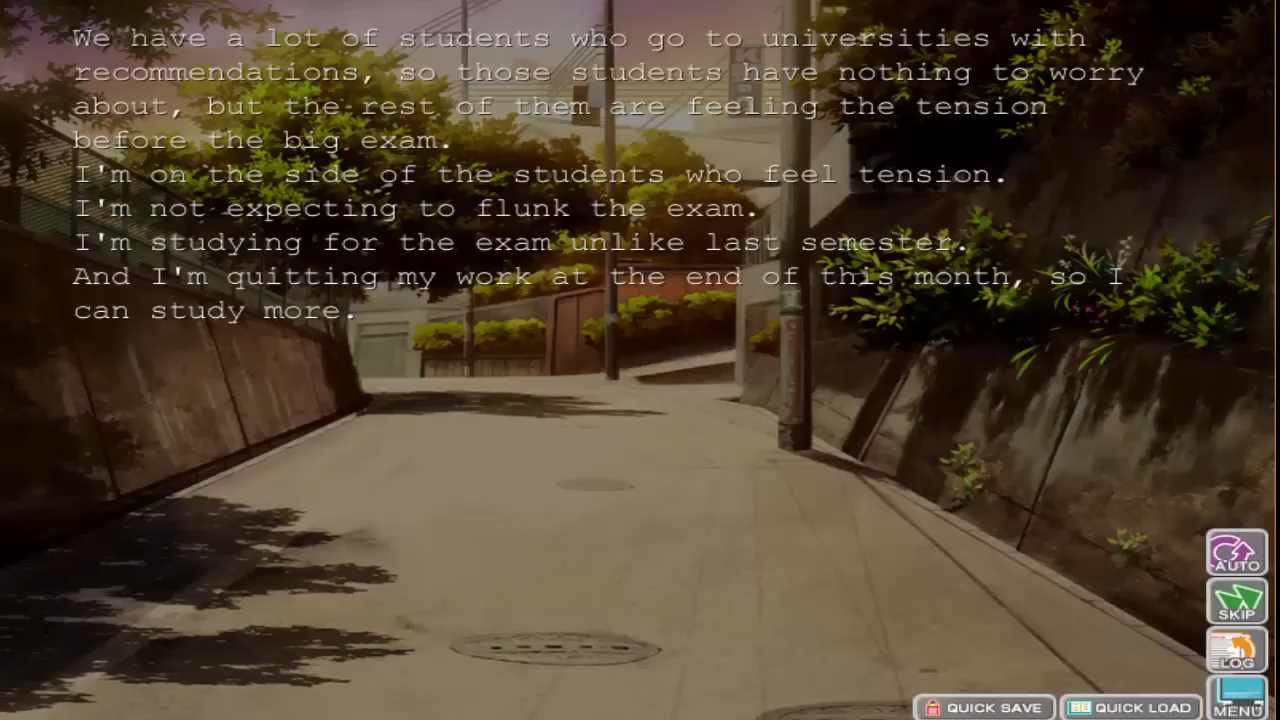 We have a lot of students who go to universities with
recommendations, so those students have nothing to worry
about, but the rest of them are feeling the tension
before the big exam.
I'm on the side of the students who feel tension.
I'm not expecting to flunk the exam.
I'm studying for the exam unlike last semester.
And I'm quitting my work at the end of this month, so I
can study more.
AUTO
SKIP
LOG
QUICK SAVE
QUICK LOAD
MENU